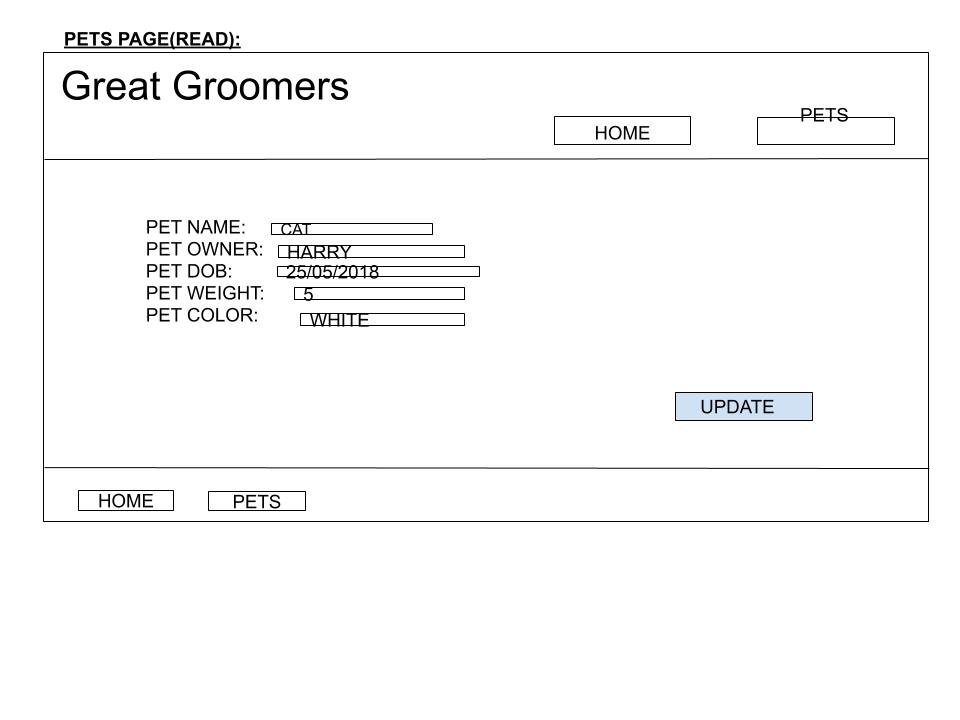 PETS PAGE(READ):
Great Groomers
HOME PETS
PET NAME: CAT
PET OWNER: HARRY
PET DOB: 25/05/2018
PET WEIGHT: 5
PET COLOR: WHITE
UPDATE
HOME PETS